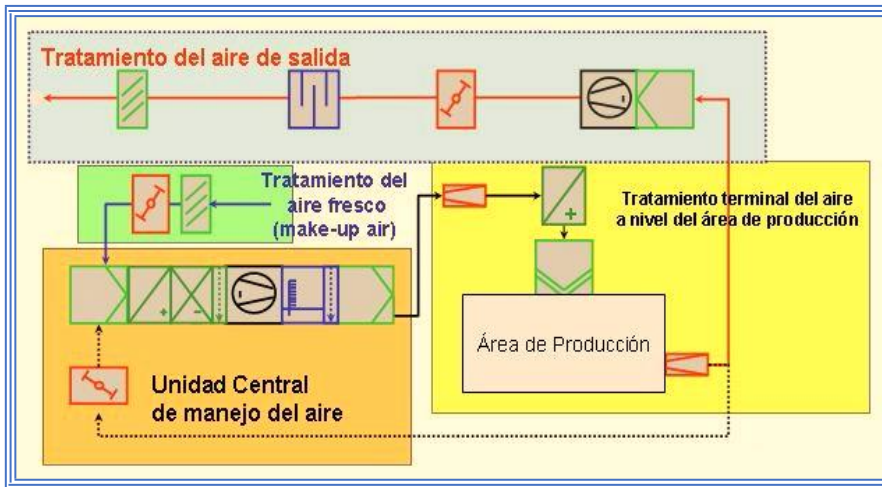 Tratamiento del aire de salida
Tratamiento del
aire fresco
(make-up air)
Tratamiento terminal del aire
a nivel del área de producción
+
+
-
Área de Producción
Unidad Central
de manejo del aire